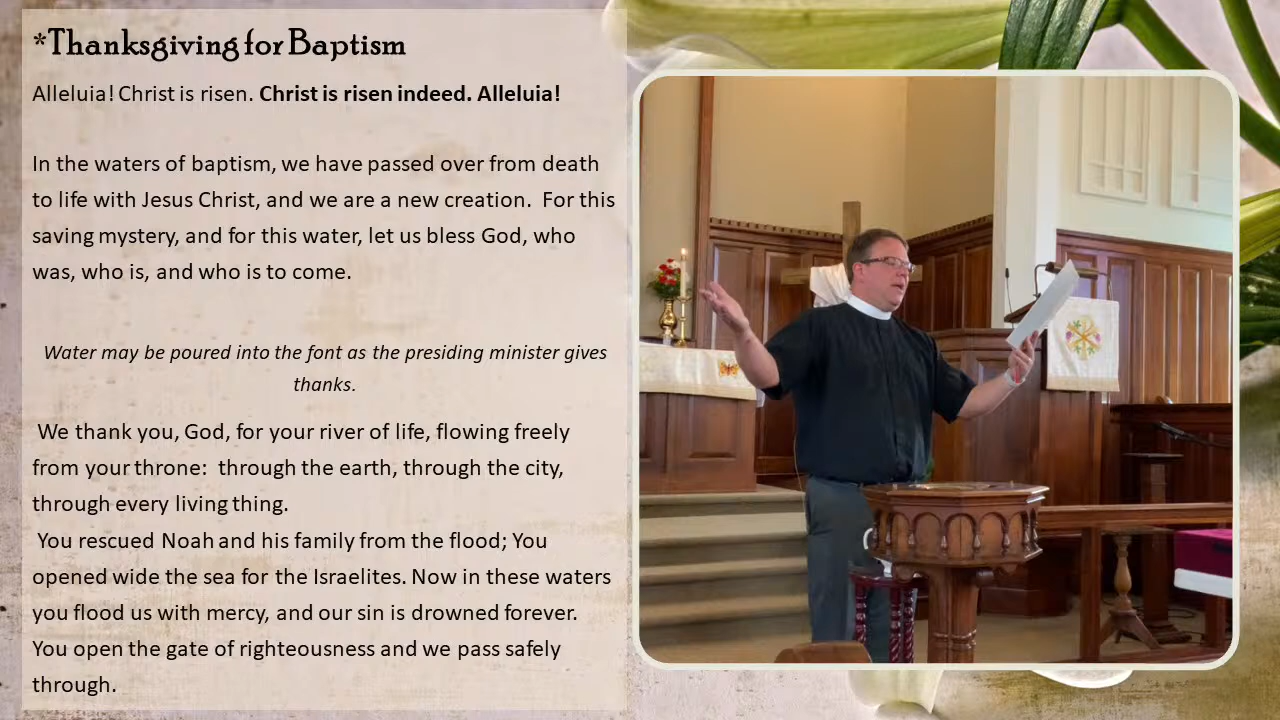 *Thanksgiving for Baptism
Alleluia! Christ is risen. Christ is risen indeed. Alleluia!
In the waters of baptism, we have passed over from death
to life with Jesus Christ, and we are a new creation.  For this
saving mystery, and for this water, let us bless God, who
was, who is, and who is to come.
Water may be poured into the font as the presiding minister gives
thanks.
We thank you, God, for your river of life, flowing freely
from your throne:  through the earth, through the city,
through every living thing.
You rescued Noah and his family from the flood; You
opened wide the sea for the Israelites. Now in these waters
you flood us with mercy, and our sin is drowned forever.
You open the gate of righteousness and we pass safely
through.